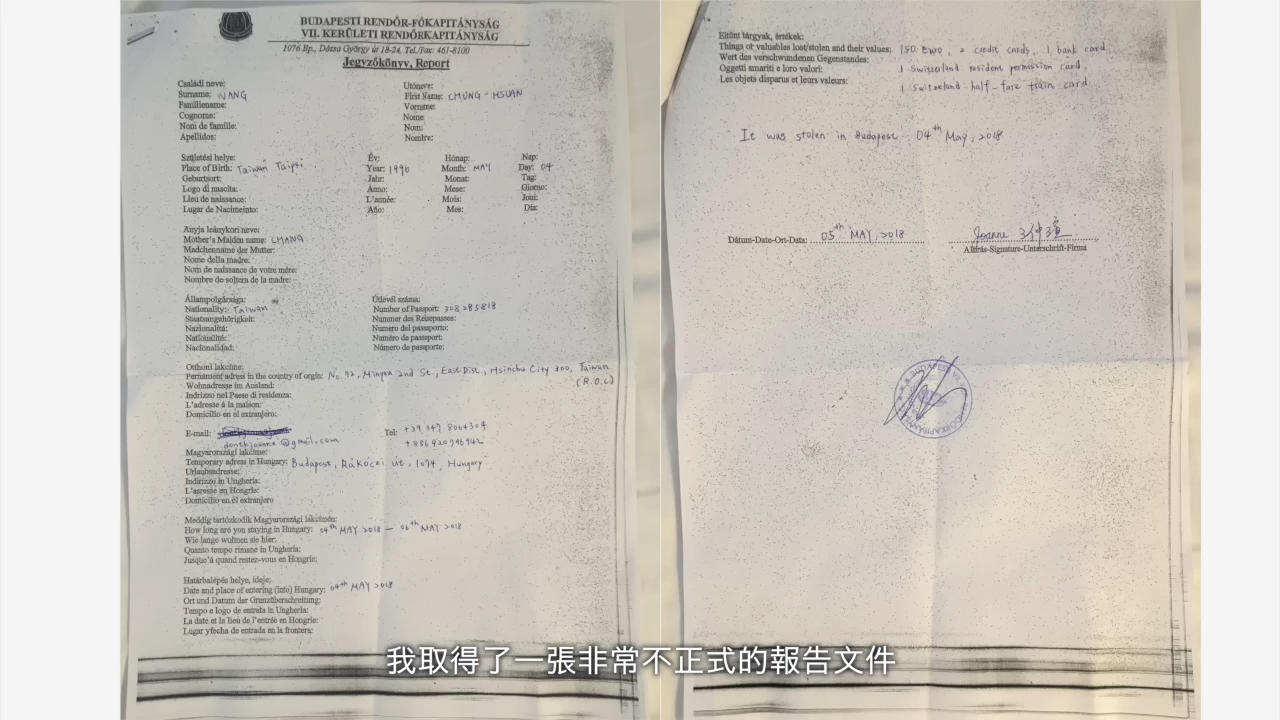 BUDAPESTI RENDŐR-FŐKAPITÁNYSÁG
VII. KERÜLETI RENDŐRKAPITÁNYSÁG
1076 Bp., Dózsa György út 18-24. Tel./Fax: 461-8100
Jegyzőkönyv, Report
Családi neve:
Surname: WANG
Familienname:
Cognome:
Nom de famille:
Apellidos:
Utóneve:
First Name: CHUNG-HSUAN
Vorname:
Nome
Nom:
Nombre:
Születési helye:
Place of Birth: Taiwan Taipei
Geburtsort:
Logo di nascita:
Lieu de naissance:
Lugar de Nacimeinto:
Év:
Year: 1996
Jahr:
Anno:
L'année:
Año:
Hónap:
Month: MAY
Monat:
Mese:
Mois:
Mes:
Nap:
Day: 04
Tag:
Giorno:
Jour:
Día:
Anyja leánykori neve:
Mother's Maiden name: CHANG
Madchenname der Mutter:
Nome della madre:
Nom de naissance de votre mére:
Nombre de soltera de la madre:
Állampolgársága:
Nationality: Taiwan
Staatsangehörigkeit:
Nazionalitá:
Nationalité:
Nacionalidad:
Útlevél száma:
Number of Passport: 308285818
Nummer des Reisepasses:
Numero del passaporto:
Numéro de passeport:
Número de pasaporte:
Otthoni lakcíme:
Permament adress in the country of orgin: No. 92, Minyou 2nd St., East Dist., Hsinchu City 300, Taiwan
(R.O.C)
Wohnadresse im Ausland:
Indrizzo nel Paese di residenza:
L'adresse á la maison:
Domicilio en el extranjero:
E-mail:
@gmail.com
Tel: +39 347 8064304
+886920796942
Magyarországi lakcíme:
Temporary adress in Hungary: Budapest, Rákóczi út, 1074, Hungary
Urlaubsadresse:
Indirizzo in Ungheria:
L'asresse en Hongrie:
Domicilio en el extranjero
Meddig tartózkodik Magyarországi lakcímén:
How long are you staying in Hungary: 04th MAY 2018 - 06th MAY 2018
Wie lange wohnen sie hier:
Quanto tempo rimane in Ungheria:
Jusque'á quand restez-vous en Hongrie:
Határbalépés helye, ideje:
Date and place of entering (into) Hungary: 04th MAY 2018
Ort und Datum der Grenzüberschreitung:
Tempo e logo de entrata in Ungheria:
La date et la lieu de l'entrée en Hongrie:
Lugar yfecha de entrada en la frontera:
Eltűnt tárgyak, értékek:
Things or valuables lost/stolen and their values: 150 euro, 2 credit cards, 1 bank card,
Wert des verschwundenen Gegenstandes:
1 Switzerland resident permission card,
Oggetti smariti e loro valori:
1 Switzerland half-fare train card
Les objets disparus et leurs valeurs:
It was stolen in Budapest 04th May, 2018
Dátum-Date-Ort-Data: 05th MAY, 2018
Joanne
Aláírás-Signature-Unterschrift-Firma
我取得了一張非常不正式的報告文件